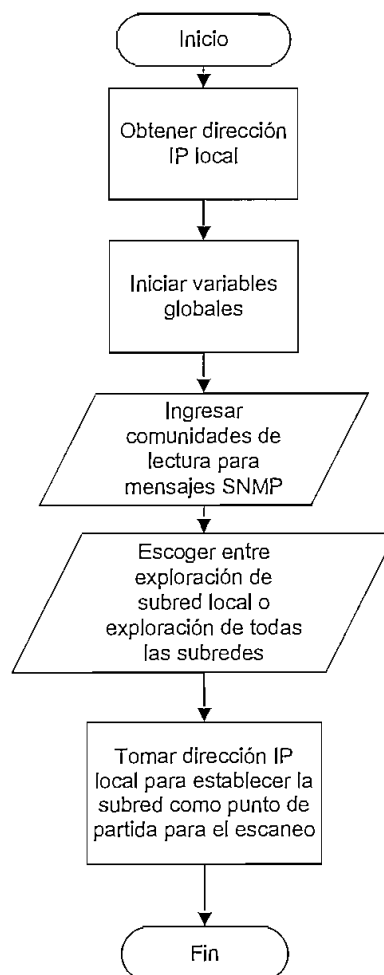 Inicio
Obtener dirección
IP local
Iniciar variables
globales
Ingresar
comunidades de
lectura para
mensajes SNMP
Escoger entre
exploración de
subred local o
exploración de todas
las subredes
Tomar dirección IP
local para establecer la
subred como punto de
partida para el escaneo
Fin